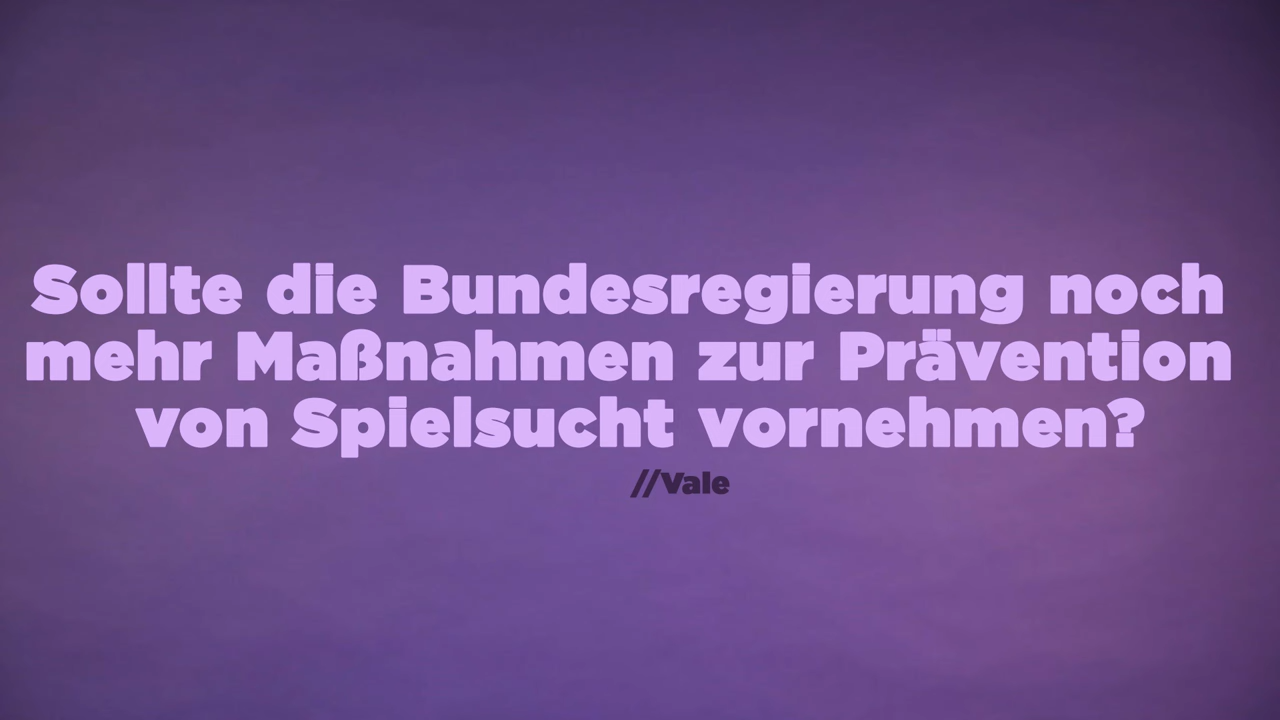 Sollte die Bundesregierung noch
mehr Maßnahmen zur Prävention
von Spielsucht vornehmen?
//Vale